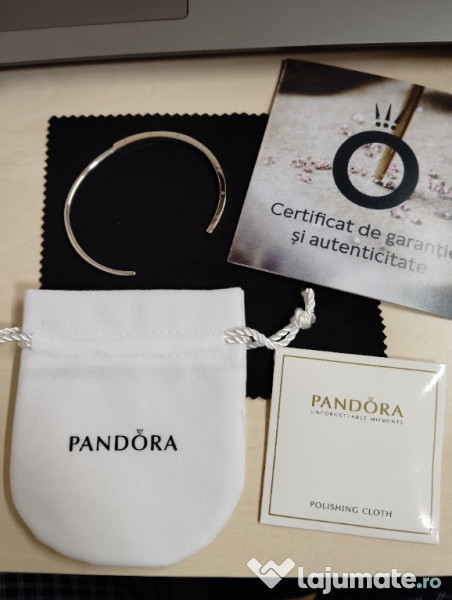 Certificat de garanție
și autenticitate
PANDORA
PANDORA
UNFORGETTABLE MOMENTS
POLISHING CLOTH
lajumate.ro